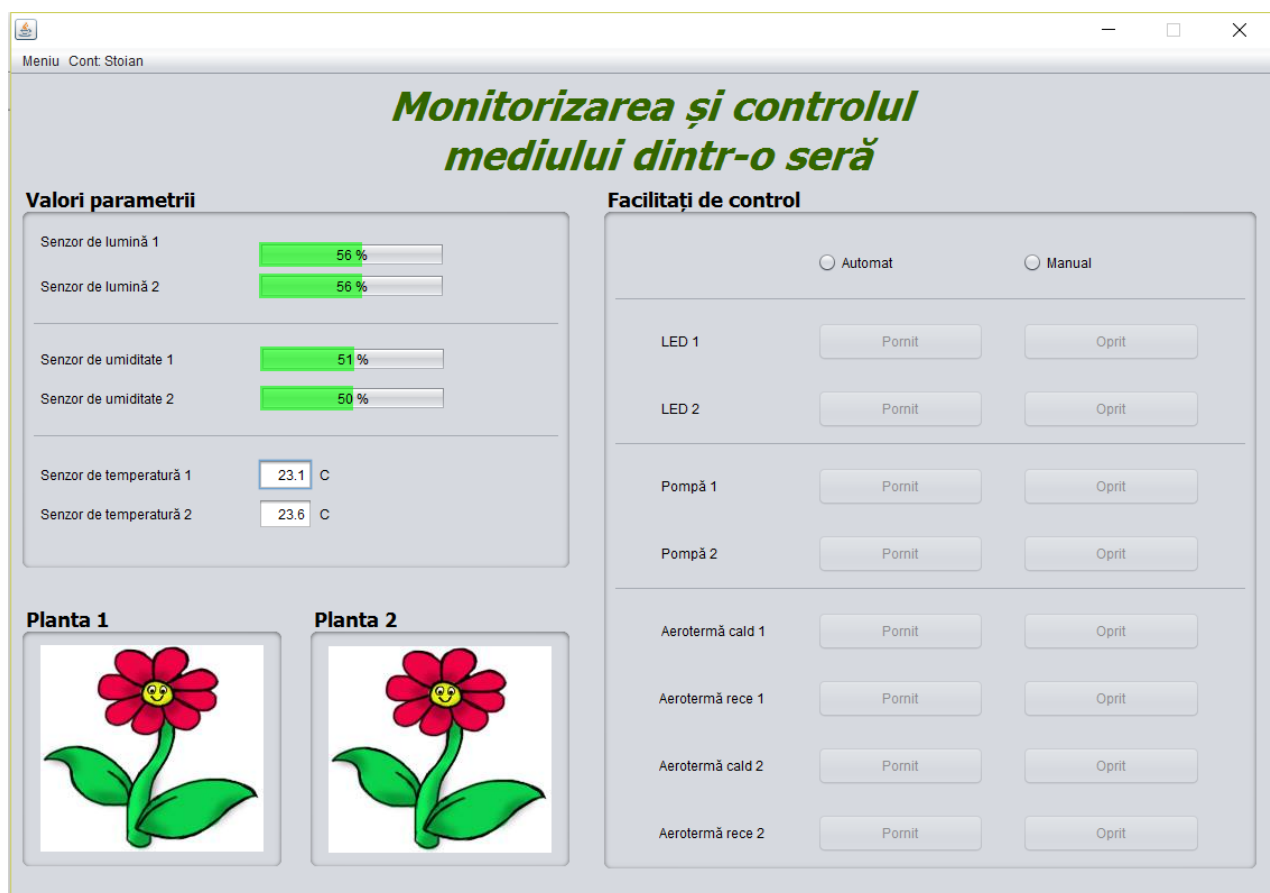 Meniu Cont: Stoian
Monitorizarea și controlul
mediului dintr-o seră
Valori parametrii
Senzor de lumină 1
56 %
Senzor de lumină 2
56 %
Senzor de umiditate 1
51 %
Senzor de umiditate 2
50 %
Senzor de temperatură 1
23.1 C
Senzor de temperatură 2
23.6 C
Planta 1
Planta 2
Facilitați de control
Automat Manual
LED 1 Pornit Oprit
LED 2 Pornit Oprit
Pompă 1 Pornit Oprit
Pompă 2 Pornit Oprit
Aerotermă cald 1 Pornit Oprit
Aerotermă rece 1 Pornit Oprit
Aerotermă cald 2 Pornit Oprit
Aerotermă rece 2 Pornit Oprit